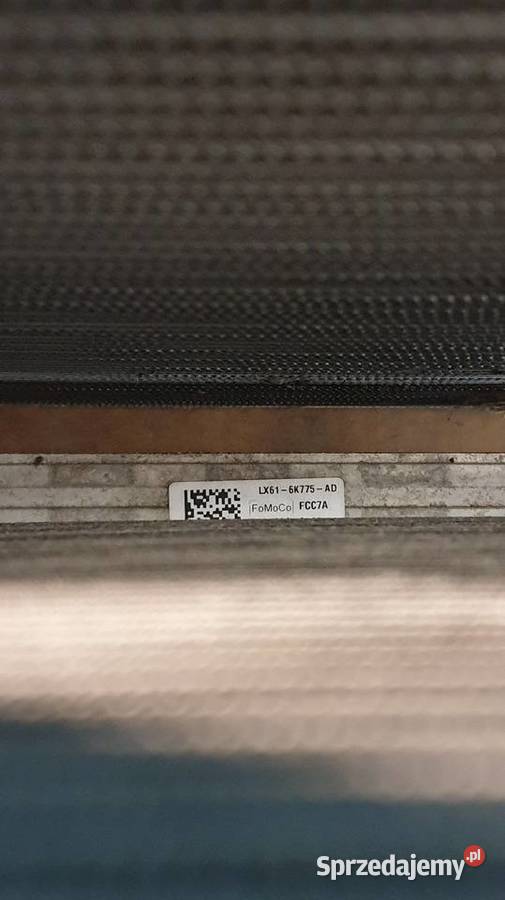 LX61-6K775-AD
FoMoCo FCC7A
Sprzedajemy.pl